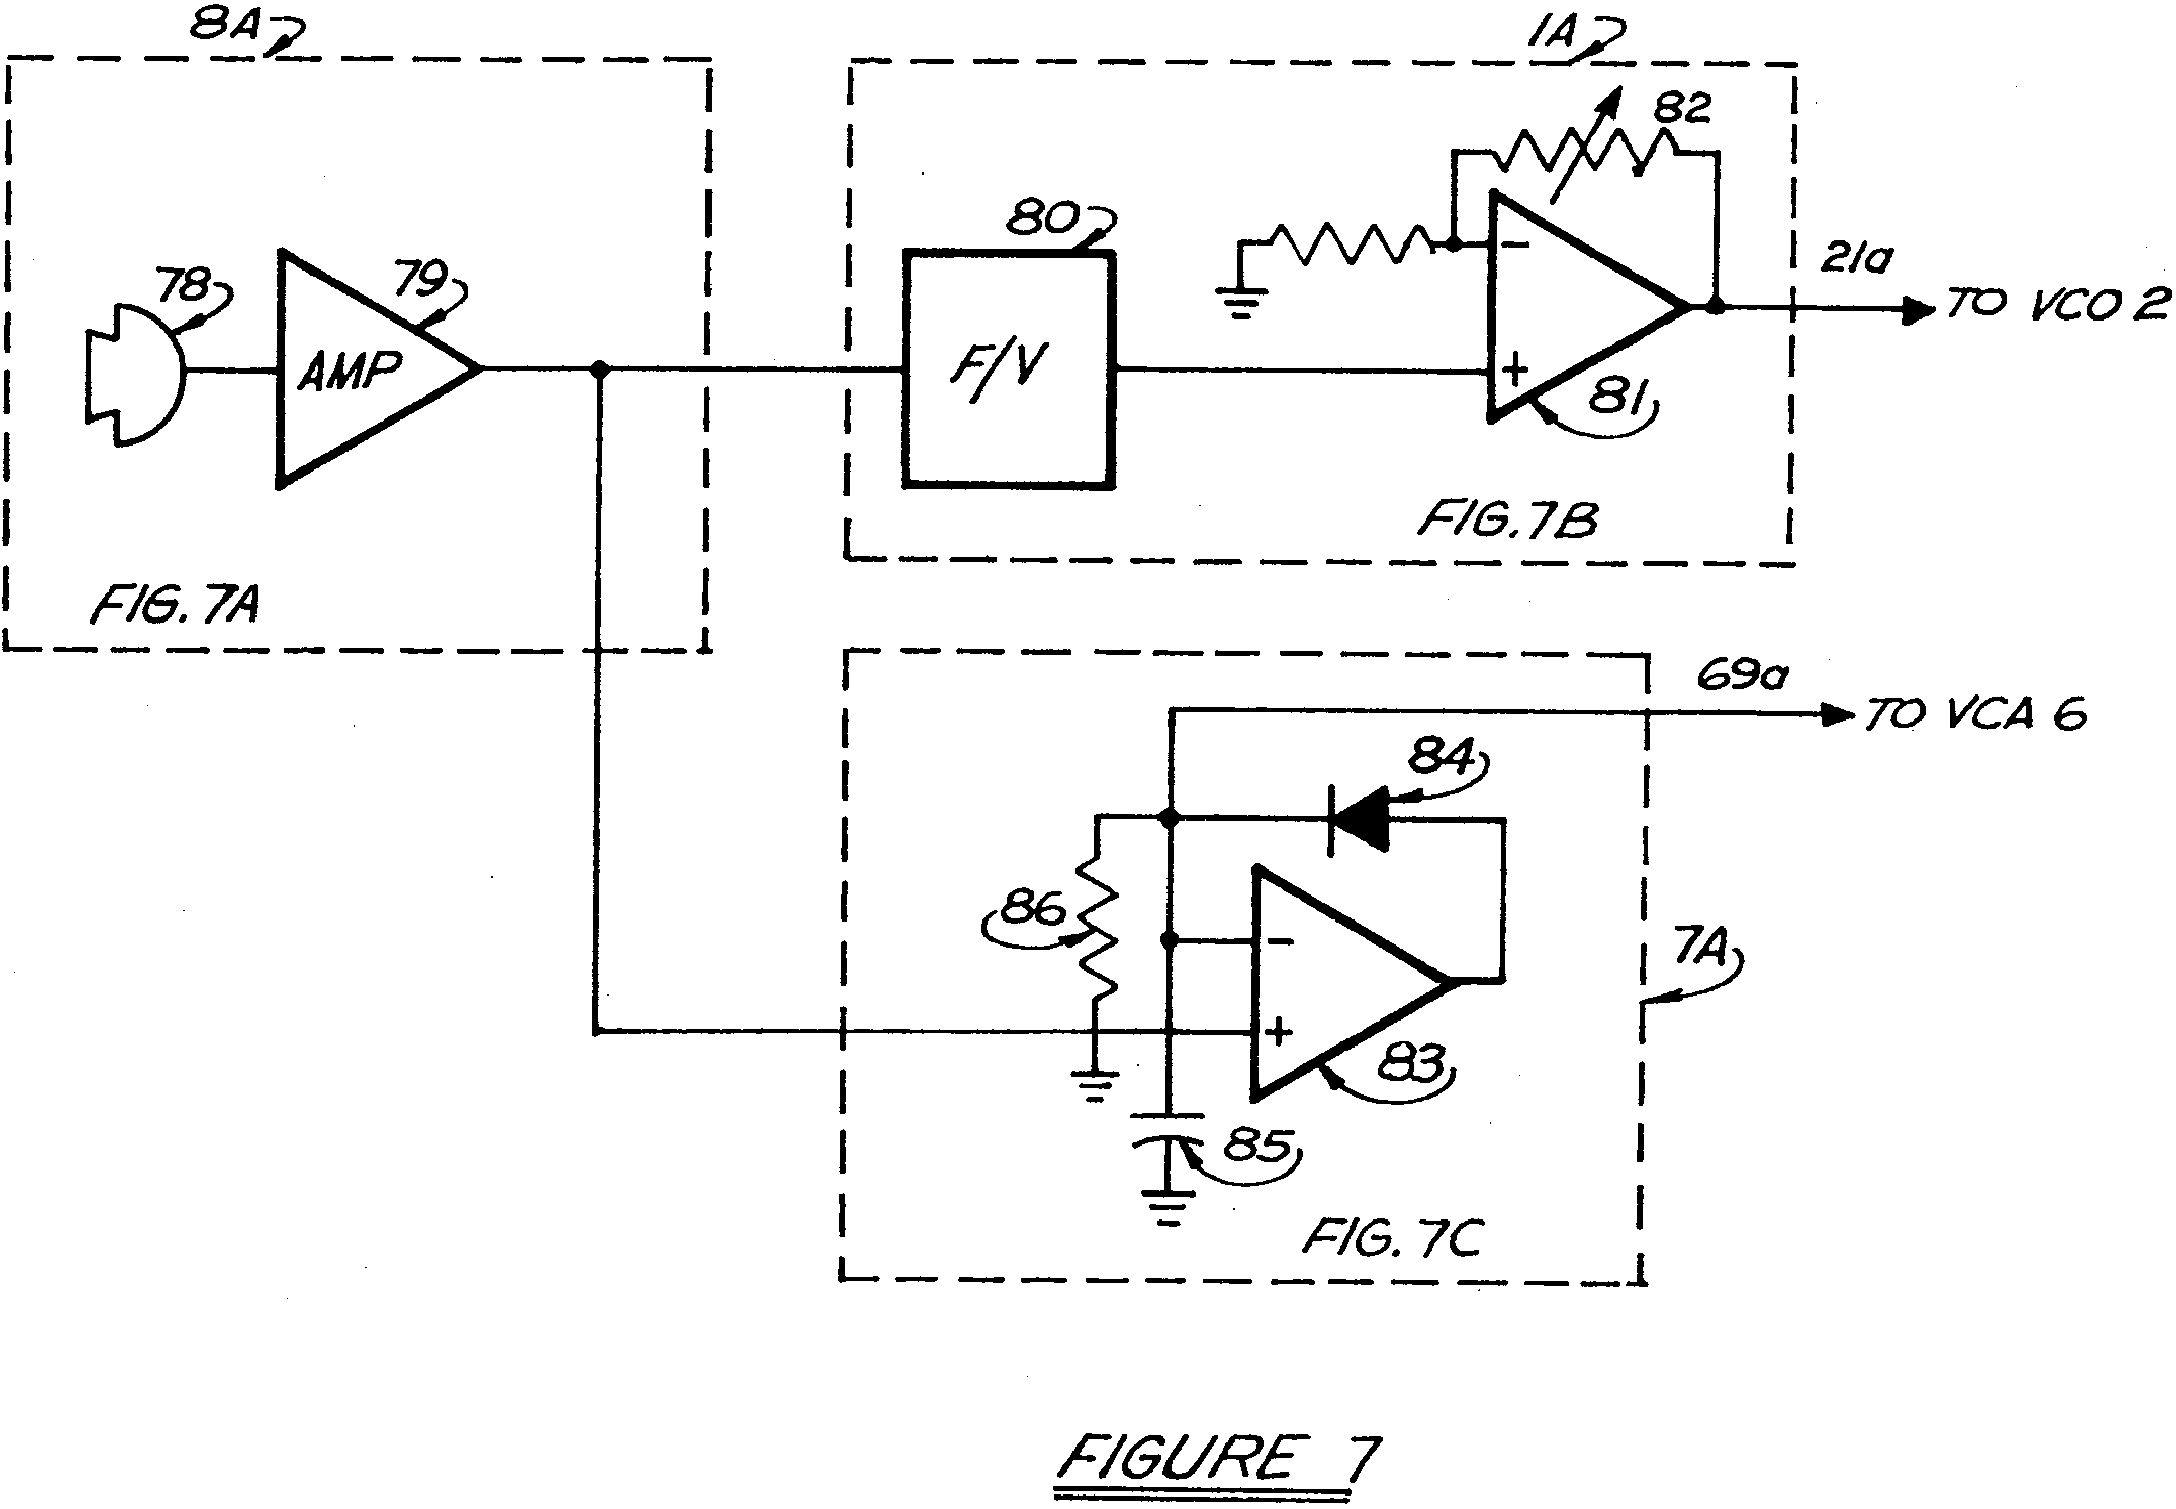 8A
1A
82
80
21a
78
79
TO VCO 2
AMP
F/V
-
+
81
FIG. 7B
FIG. 7A
69a
TO VCA 6
84
86
-
7A
+
83
85
FIG. 7C
FIGURE 7